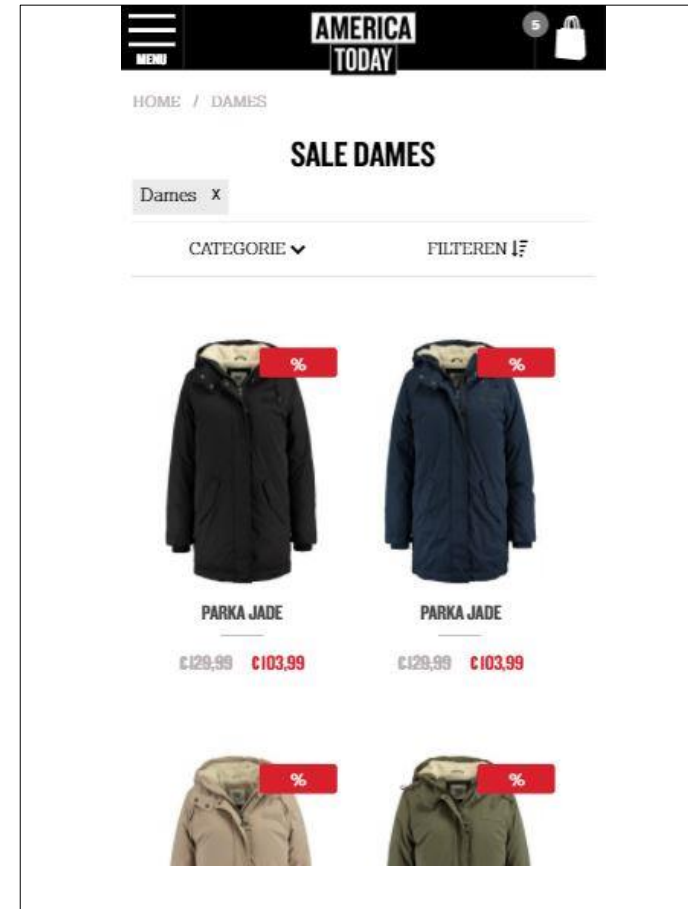 MENU
AMERICA
TODAY
5
HOME / DAMES
SALE DAMES
Dames X
CATEGORIE
FILTEREN
%
%
PARKA JADE
PARKA JADE
€129,99 €103,99
€129,99 €103,99
%
%